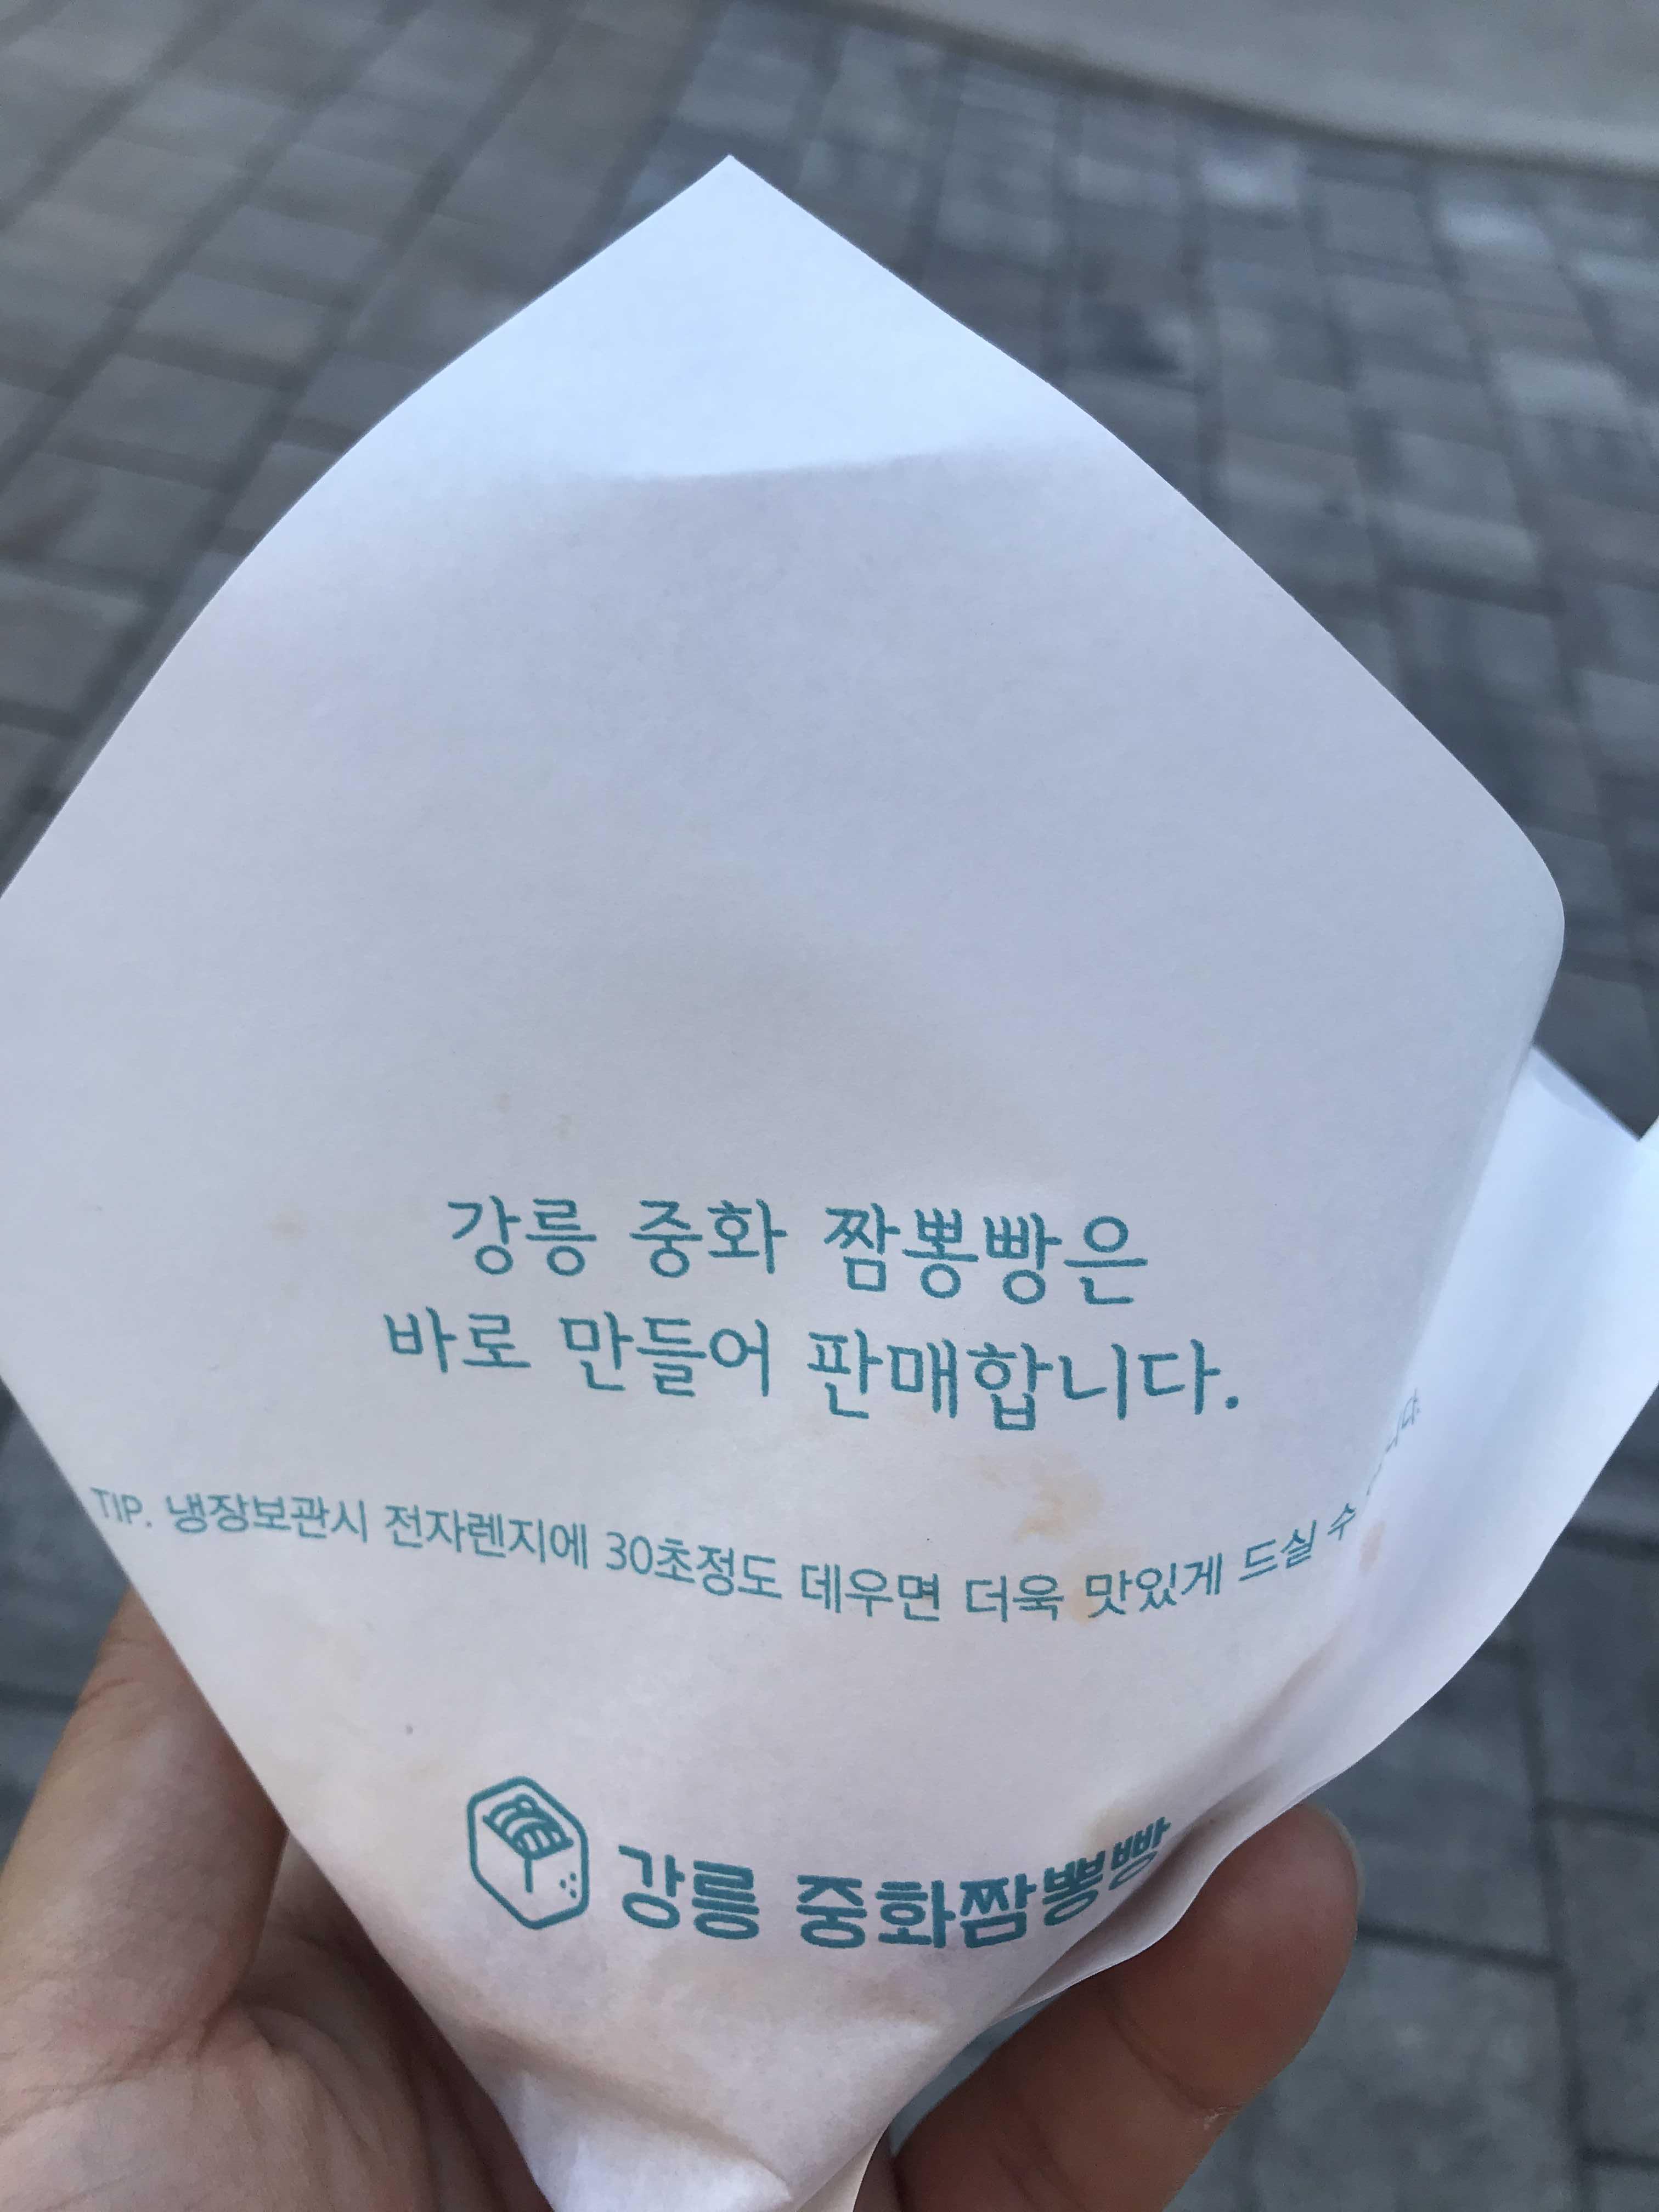 강릉 중화 짬뽕빵은
바로 만들어 판매합니다.
TIP. 냉장보관시 전자렌지에 30초정도 데우면 더욱 맛있게 드실 수
강릉 중화짬뽕빵